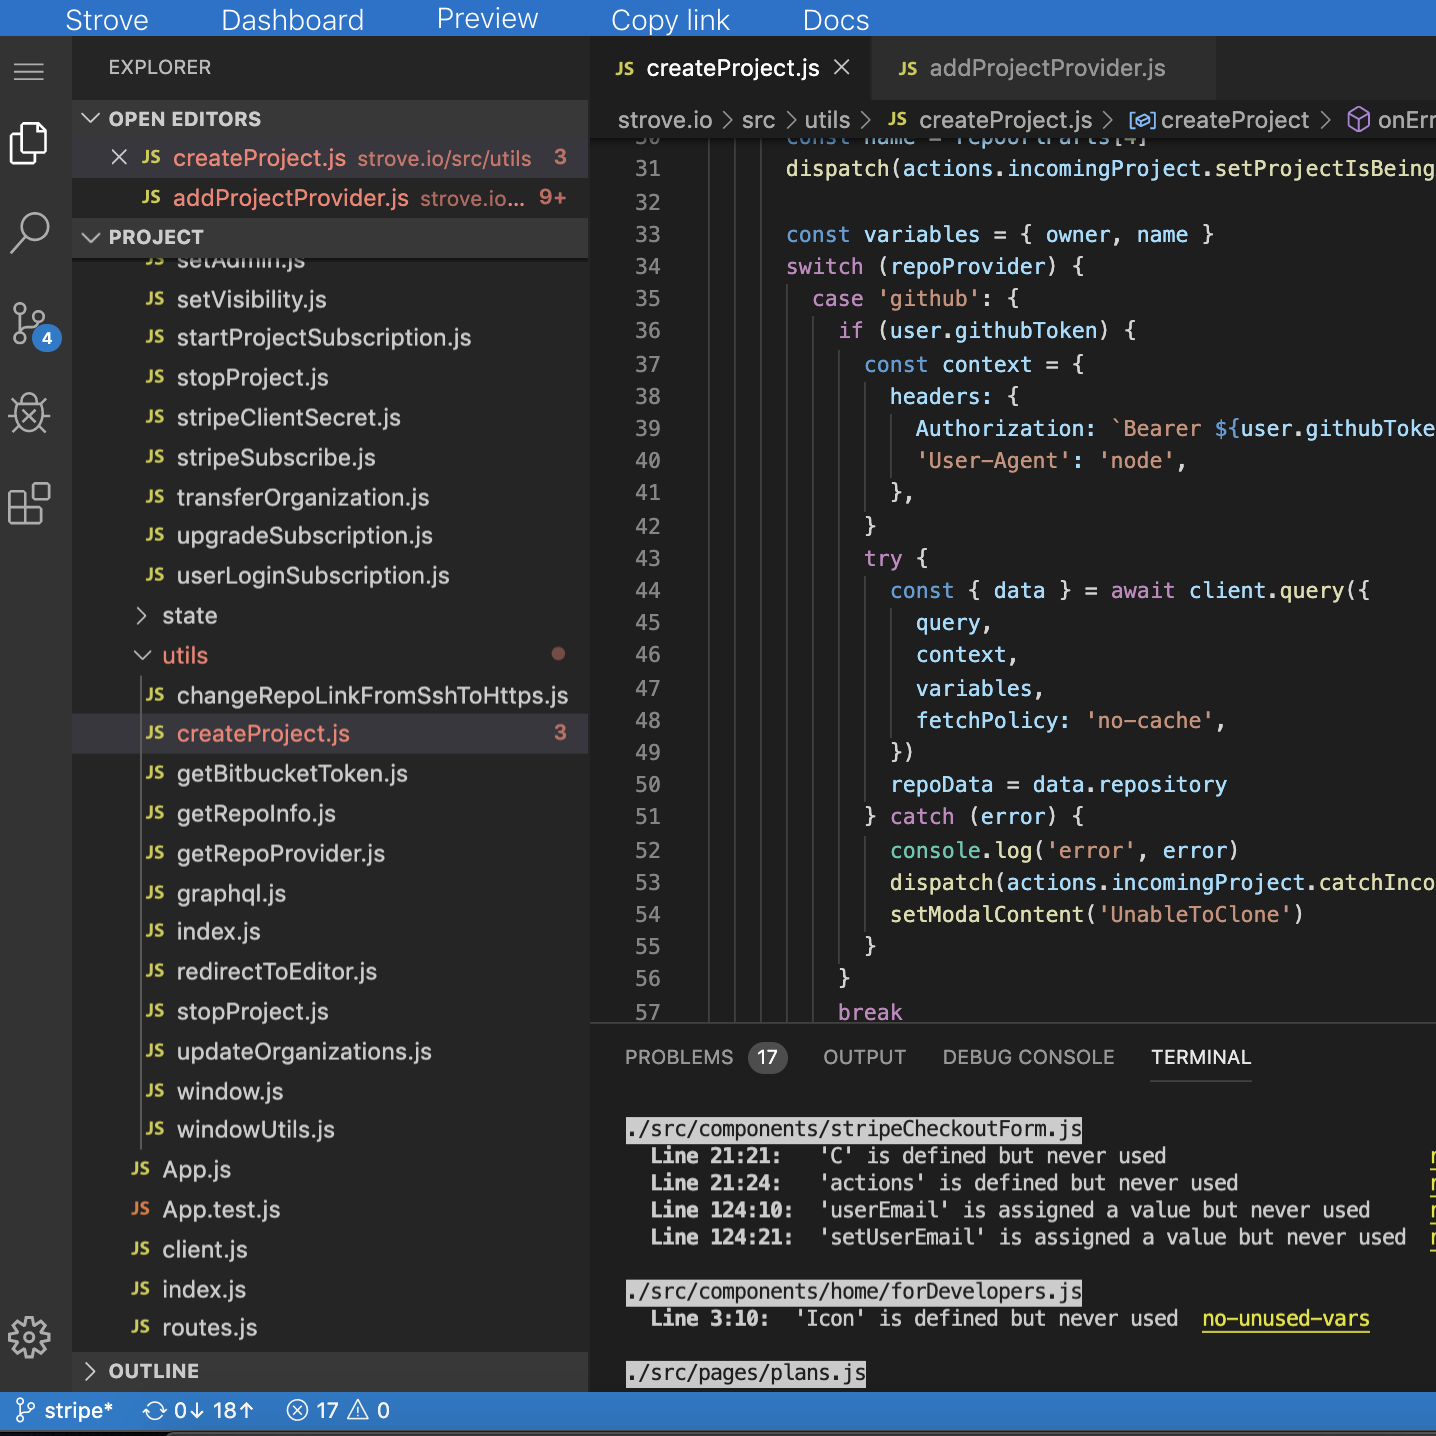 Strove Dashboard Preview Copy link Docs
EXPLORER
OPEN EDITORS
JS createProject.js strove.io/src/utils 3
JS addProjectProvider.js strove.io... 9+
PROJECT
JS setAdmin.js
JS setVisibility.js
JS startProjectSubscription.js
JS stopProject.js
JS stripeClientSecret.js
JS stripeSubscribe.js
JS transferOrganization.js
JS upgradeSubscription.js
JS userLoginSubscription.js
state
utils
JS changeRepoLinkFromSshToHttps.js
JS createProject.js 3
JS getBitbucketToken.js
JS getRepoInfo.js
JS getRepoProvider.js
JS graphql.js
JS index.js
JS redirectToEditor.js
JS stopProject.js
JS updateOrganizations.js
JS window.js
JS windowUtils.js
JS App.js
JS App.test.js
JS client.js
JS index.js
JS routes.js
OUTLINE
4
JS createProject.js JS addProjectProvider.js
strove.io > src > utils > JS createProject.js > createProject > onErr
30 const name = repoUrlParts[4]
31 dispatch(actions.incomingProject.setProjectIsBeing
32
33 const variables = { owner, name }
34 switch (repoProvider) {
35 case 'github': {
36 if (user.githubToken) {
37 const context = {
38 headers: {
39 Authorization: `Bearer ${user.githubToke
40 'User-Agent': 'node',
41 },
42 }
43 try {
44 const { data } = await client.query({
45 query,
46 context,
47 variables,
48 fetchPolicy: 'no-cache',
49 })
50 repoData = data.repository
51 } catch (error) {
52 console.log('error', error)
53 dispatch(actions.incomingProject.catchInco
54 setModalContent('UnableToClone')
55 }
56 }
57 break
PROBLEMS 17 OUTPUT DEBUG CONSOLE TERMINAL
./src/components/stripeCheckoutForm.js
Line 21:21: 'C' is defined but never used
Line 21:24: 'actions' is defined but never used
Line 124:10: 'userEmail' is assigned a value but never used
Line 124:21: 'setUserEmail' is assigned a value but never used
./src/components/home/forDevelopers.js
Line 3:10: 'Icon' is defined but never used no-unused-vars
./src/pages/plans.js
stripe* 0↓ 18↑ 17 0